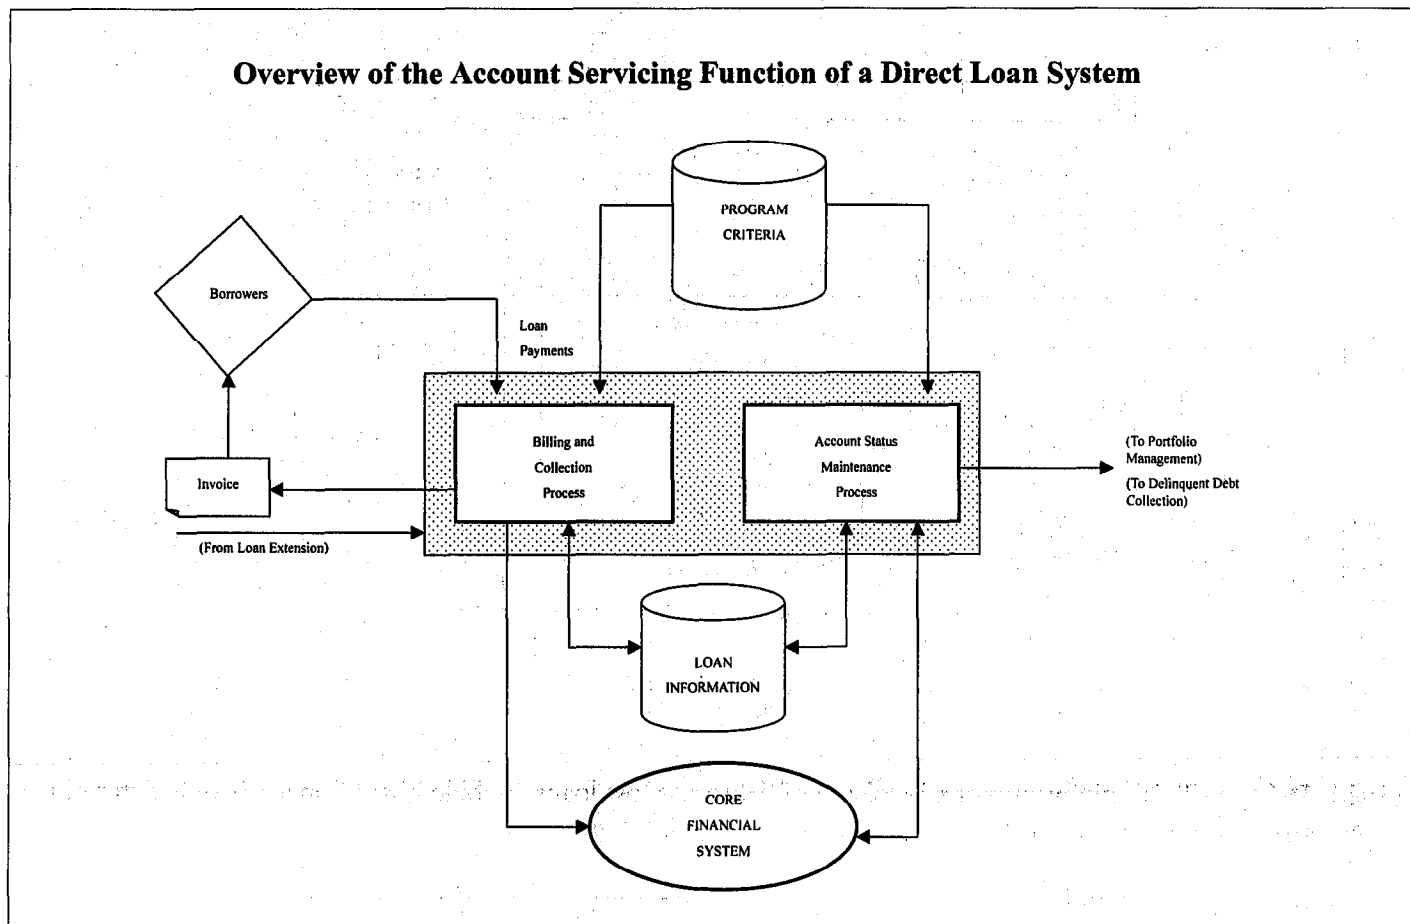 Overview of the Account Servicing Function of a Direct Loan System
PROGRAM
CRITERIA
Borrowers
Loan
Payments
Billing and
Collection
Process
Account Status
Maintenance
Process
(To Portfolio
Management)
(To Delinquent Debt
Collection)
Invoice
(From Loan Extension)
LOAN
INFORMATION
CORE
FINANCIAL
SYSTEM